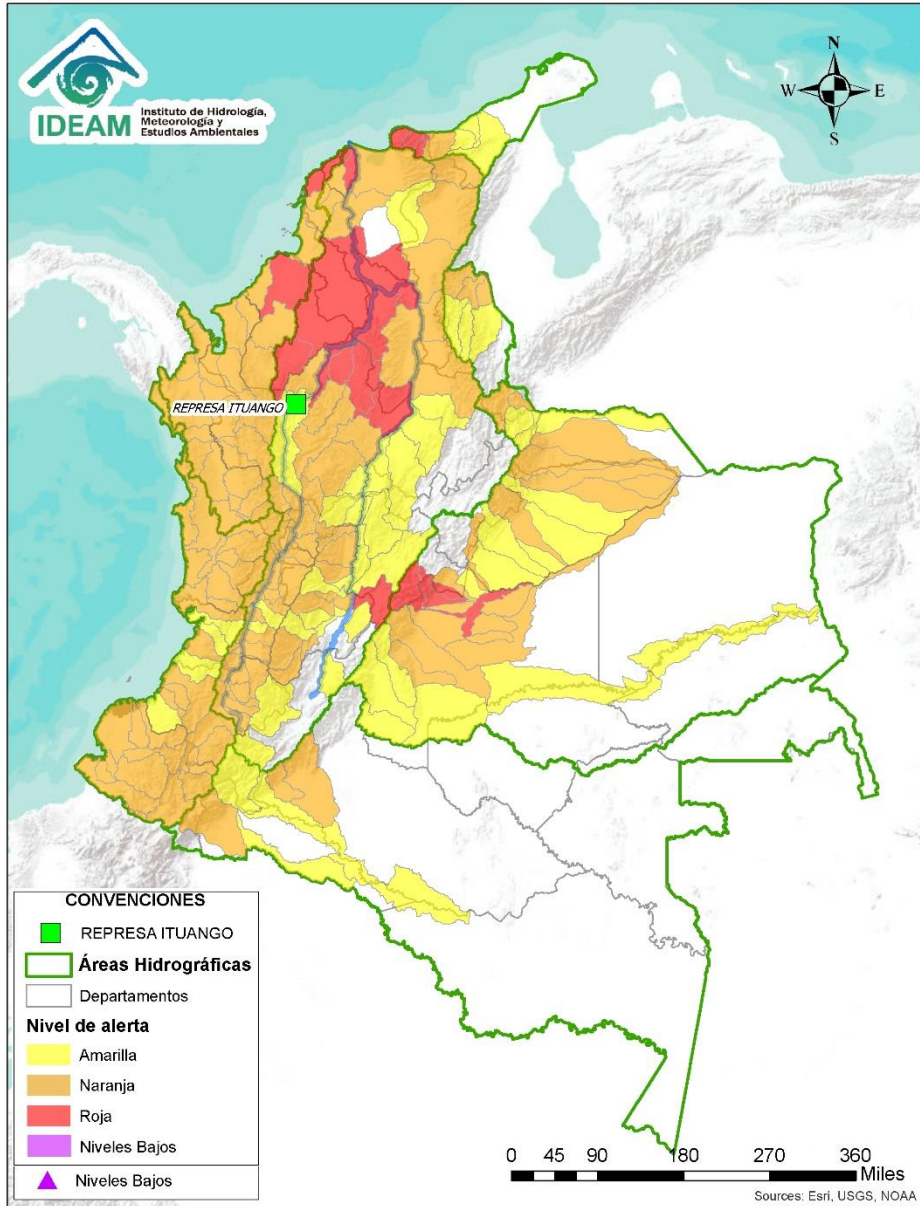 IDEAM
Instituto de Hidrología,
Meteorología y
Estudios Ambientales
N
W
E
S
REPRESA ITUANGO
CONVENCIONES
REPRESA ITUANGO
Áreas Hidrográficas
Departamentos
Nivel de alerta
Amarilla
Naranja
Roja
Niveles Bajos
Niveles Bajos
0 45 90 180 270 360
Miles
Sources: Esri, USGS, NOAA